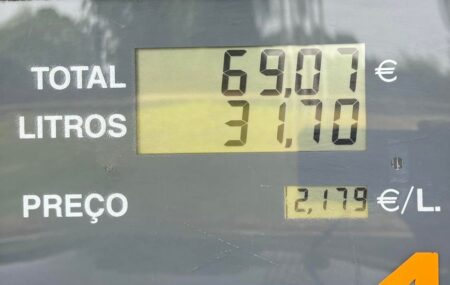 TOTAL 69,07 €
LITROS 31,70
PREÇO 2,179 €/L.